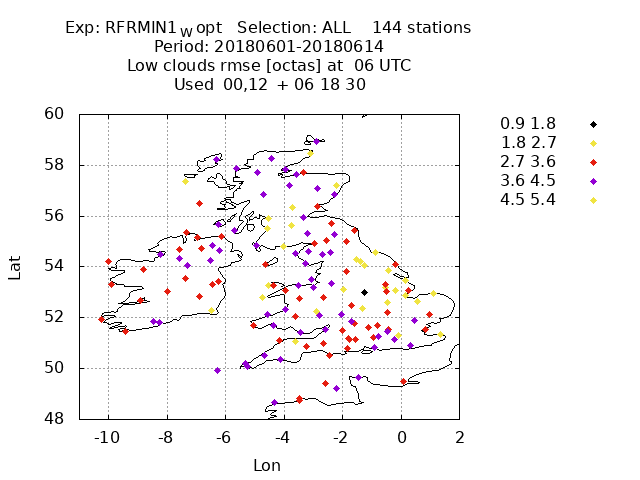 Exp: RFRMIN1_W opt Selection: ALL 144 stations
Period: 20180601-20180614
Low clouds rmse [octas] at 06 UTC
Used 00,12 + 06 18 30
60
58
56
54
52
50
48
Lat
-10 -8 -6 -4 -2 0 2
Lon
0.9 1.8
1.8 2.7
2.7 3.6
3.6 4.5
4.5 5.4